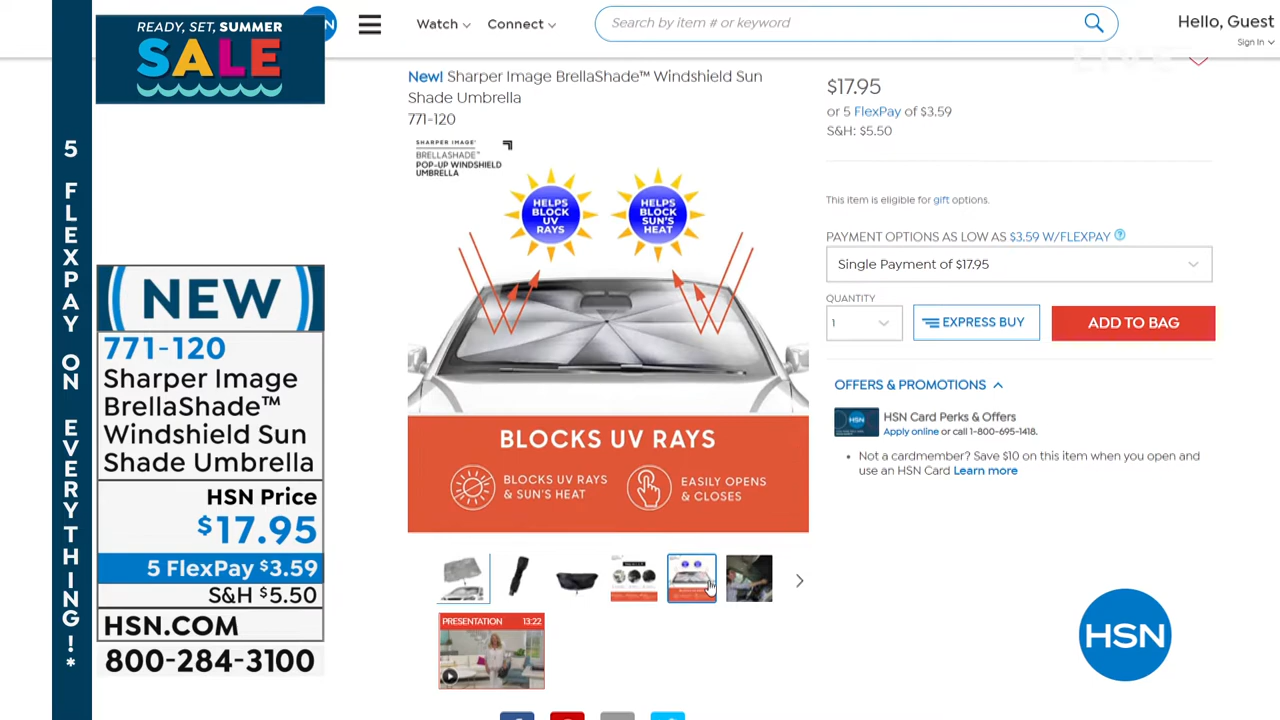 READY, SET, SUMMER
SALE
5 FLEXPAY ON EVERYTHING!*
NEW
771-120
Sharper Image
BrellaShade™
Windshield Sun
Shade Umbrella
HSN Price
$17.95
5 FlexPay $3.59
S&H $5.50
HSN.COM
800-284-3100
Watch
Connect
Search by item # or keyword
Hello, Guest
Sign In
LIVE
New! Sharper Image BrellaShade™ Windshield Sun
Shade Umbrella
771-120
SHARPER IMAGE
BRELLASHADE™
POP-UP WINDSHIELD
UMBRELLA
HELPS
BLOCK
UV
RAYS
HELPS
BLOCK
SUN'S
HEAT
BLOCKS UV RAYS
BLOCKS UV RAYS
& SUN'S HEAT
EASILY OPENS
& CLOSES
PRESENTATION 13:22
$17.95
or 5 FlexPay of $3.59
S&H: $5.50
This item is eligible for gift options.
PAYMENT OPTIONS AS LOW AS $3.59 W/FLEXPAY ?
Single Payment of $17.95
QUANTITY
1
EXPRESS BUY
ADD TO BAG
OFFERS & PROMOTIONS
HSN
HSN Card Perks & Offers
Apply online or call 1-800-695-1418.
• Not a cardmember? Save $10 on this item when you open and
use an HSN Card Learn more
HSN